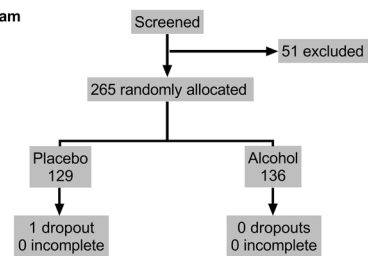 am
Screened
51 excluded
265 randomly allocated
Placebo
129
Alcohol
136
1 dropout
0 incomplete
0 dropouts
0 incomplete